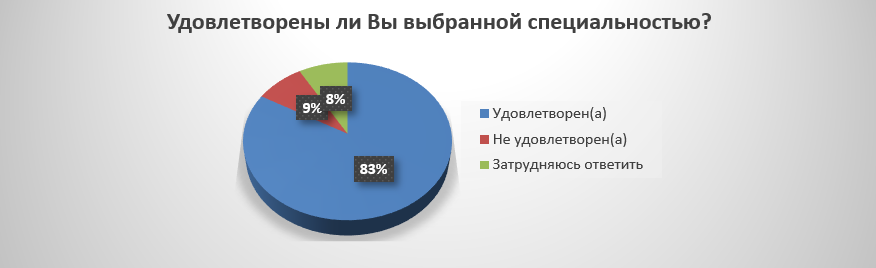 Удовлетворены ли Вы выбранной специальностью?
8%
9%
83%
Удовлетворен(а)
Не удовлетворен(а)
Затрудняюсь ответить